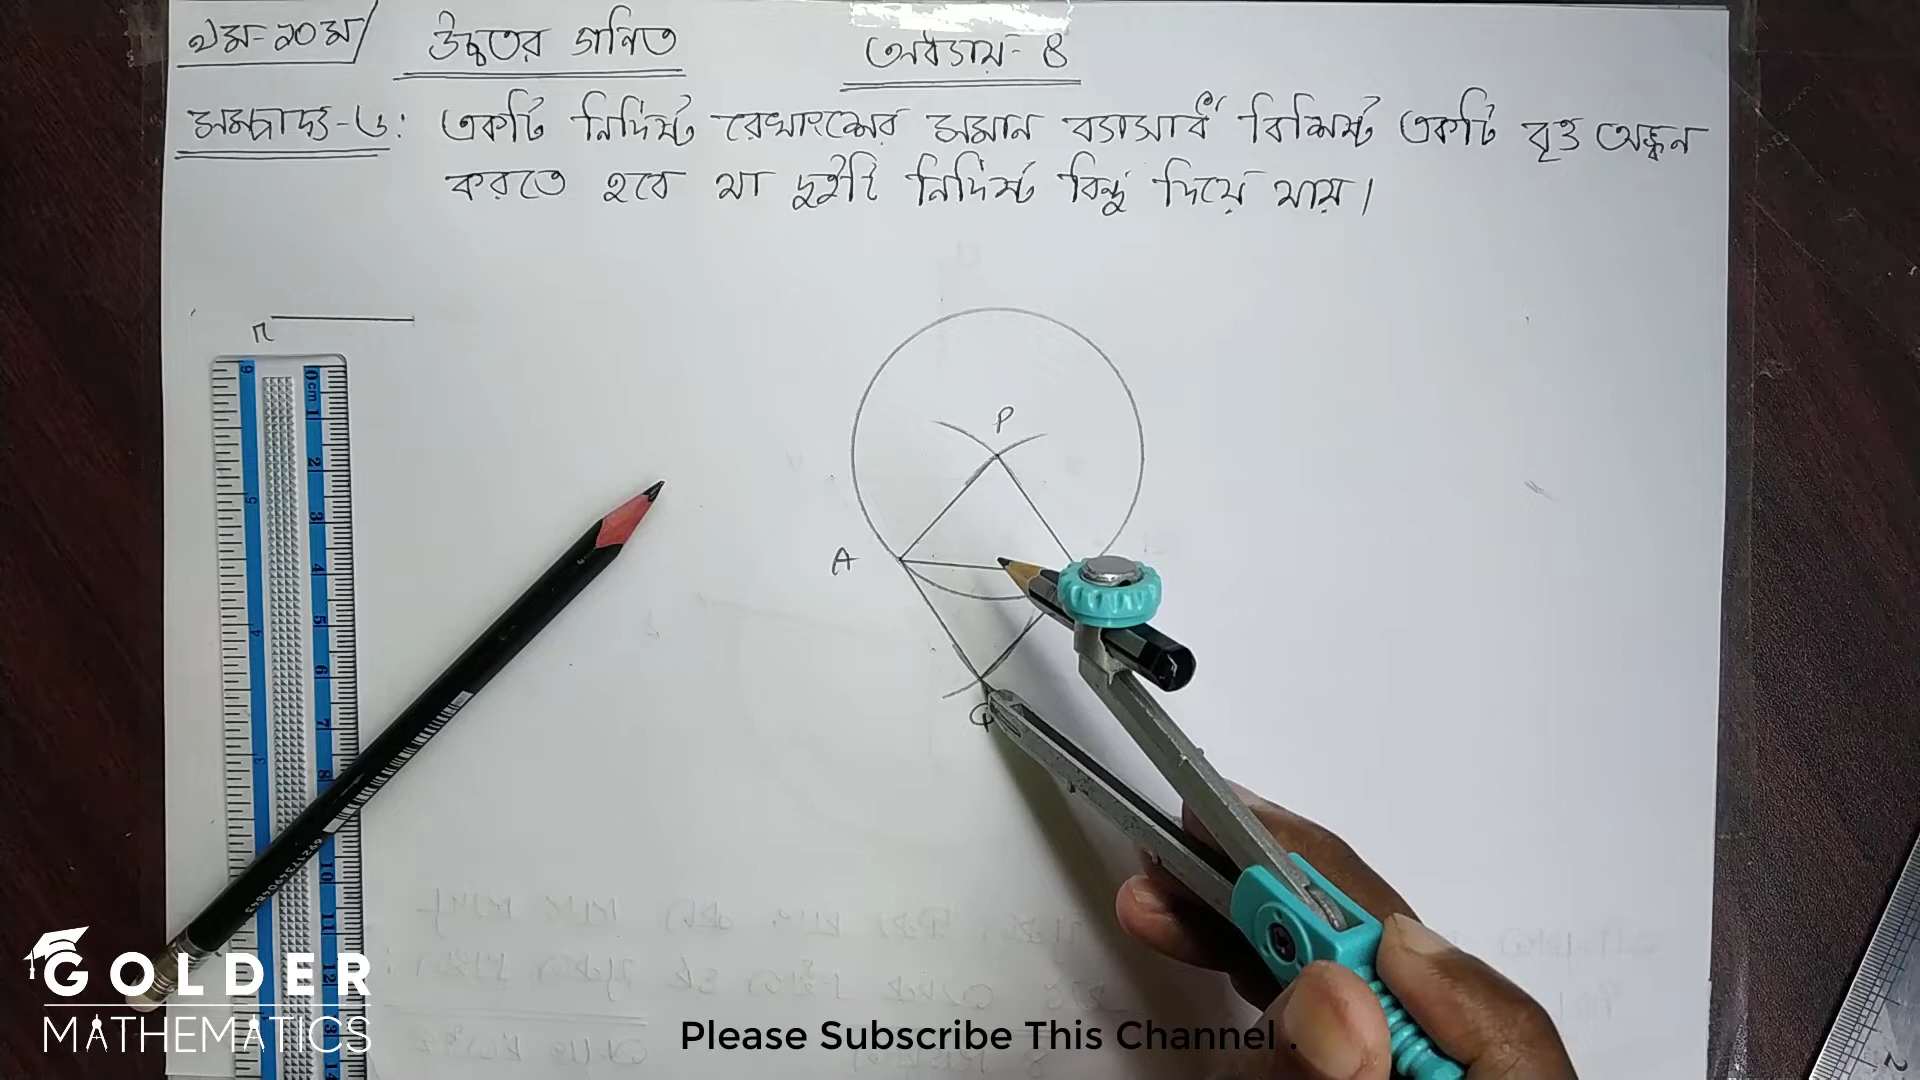 ৯ম-১০ম/ উচ্চতর গনিত অধ্যায়-৪
সম্পাদ্য-৬: একটি নির্দিষ্ট রেখাংশের সমান ব্যাসার্ধ বিশিষ্ট একটি বৃত্ত অঙ্কন
করতে হবে যা দুইটি নির্দিষ্ট বিন্দু দিয়ে যায়।
r
P
A
Q
GOLDER
MATHEMATICS
Please Subscribe This Channel .